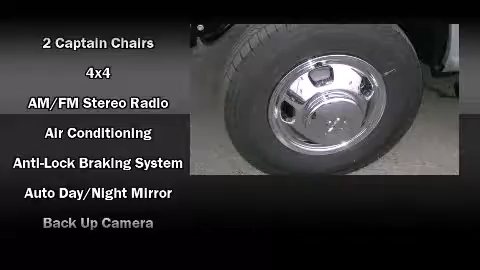 2 Captain Chairs
4x4
AM/FM Stereo Radio
Air Conditioning
Anti-Lock Braking System
Auto Day/Night Mirror
Back Up Camera